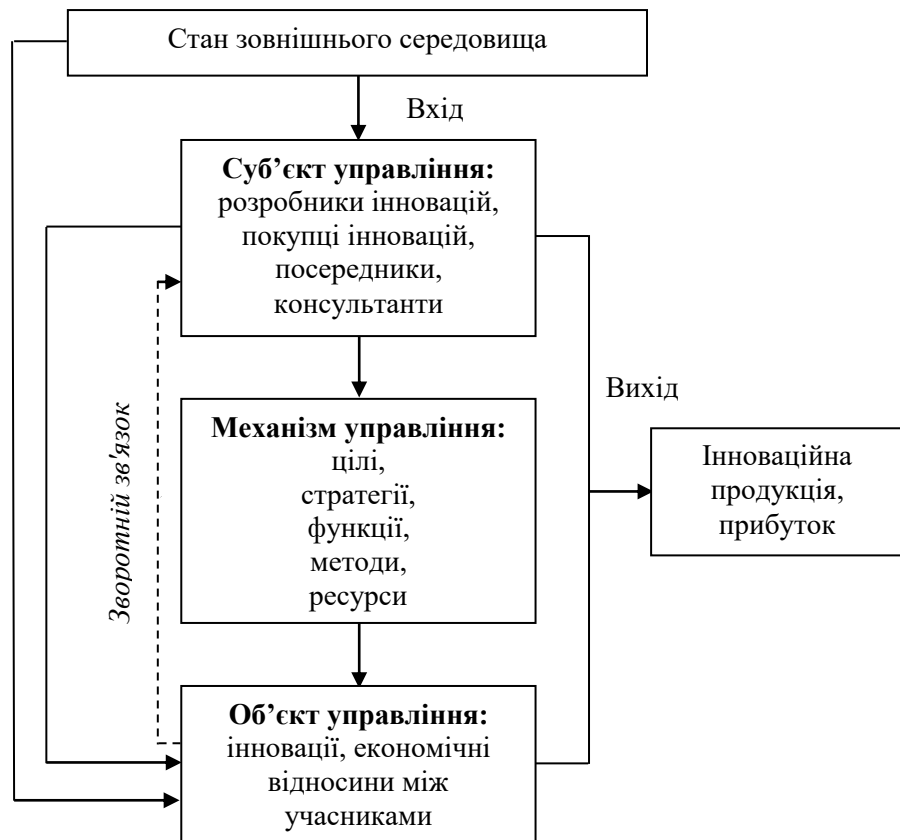 Стан зовнішнього середовища
Вхід
Суб’єкт управління:
розробники інновацій,
покупці інновацій,
посередники,
консультанти
Зворотній зв'язок
Механізм управління:
цілі,
стратегії,
функції,
методи,
ресурси
Вихід
Інноваційна
продукція,
прибуток
Об’єкт управління:
інновації, економічні
відносини між
учасниками